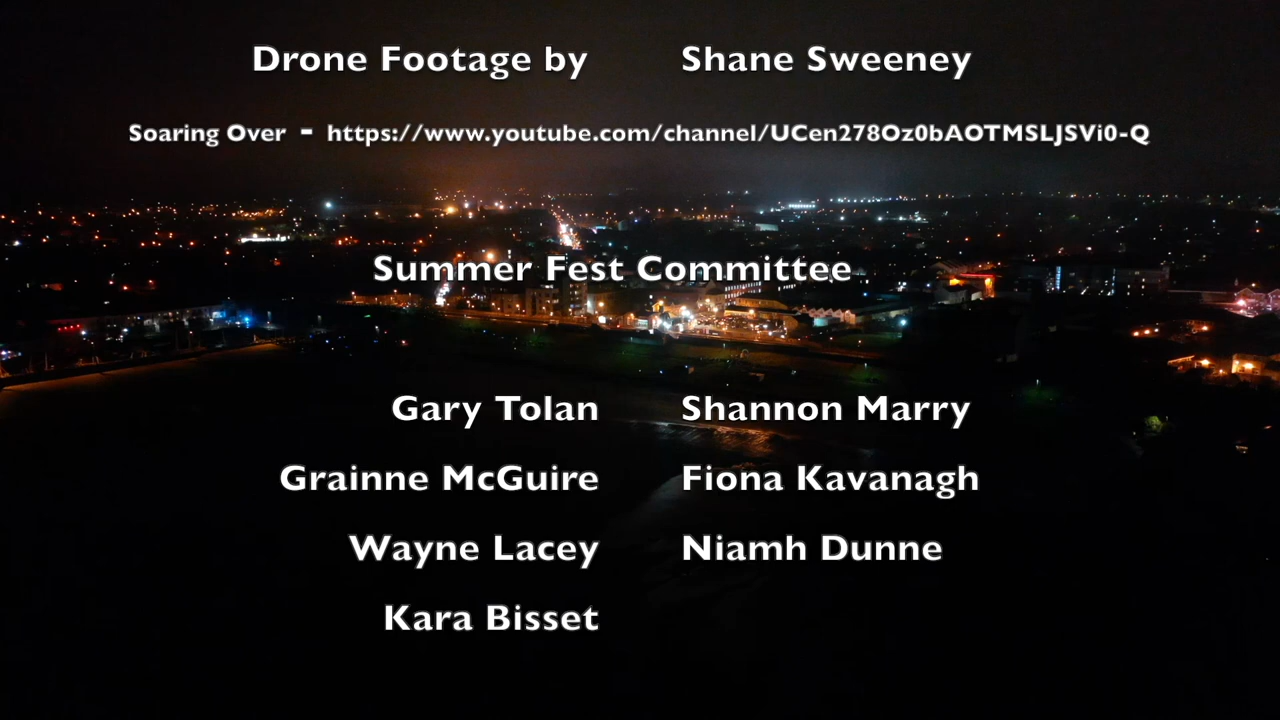 Drone Footage by Shane Sweeney
Soaring Over - https://www.youtube.com/channel/UCen278Oz0bAOTMSLJSVi0-Q
Summer Fest Committee
Gary Tolan Shannon Marry
Grainne McGuire Fiona Kavanagh
Wayne Lacey Niamh Dunne
Kara Bisset